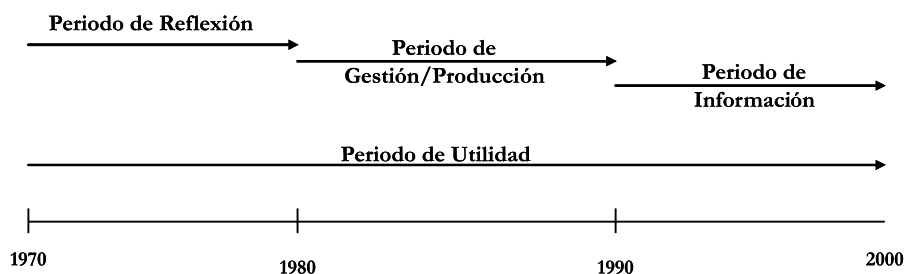 Periodo de Reflexión
Periodo de
Gestión/Producción
Periodo de
Información
Periodo de Utilidad
1970
1980
1990
2000